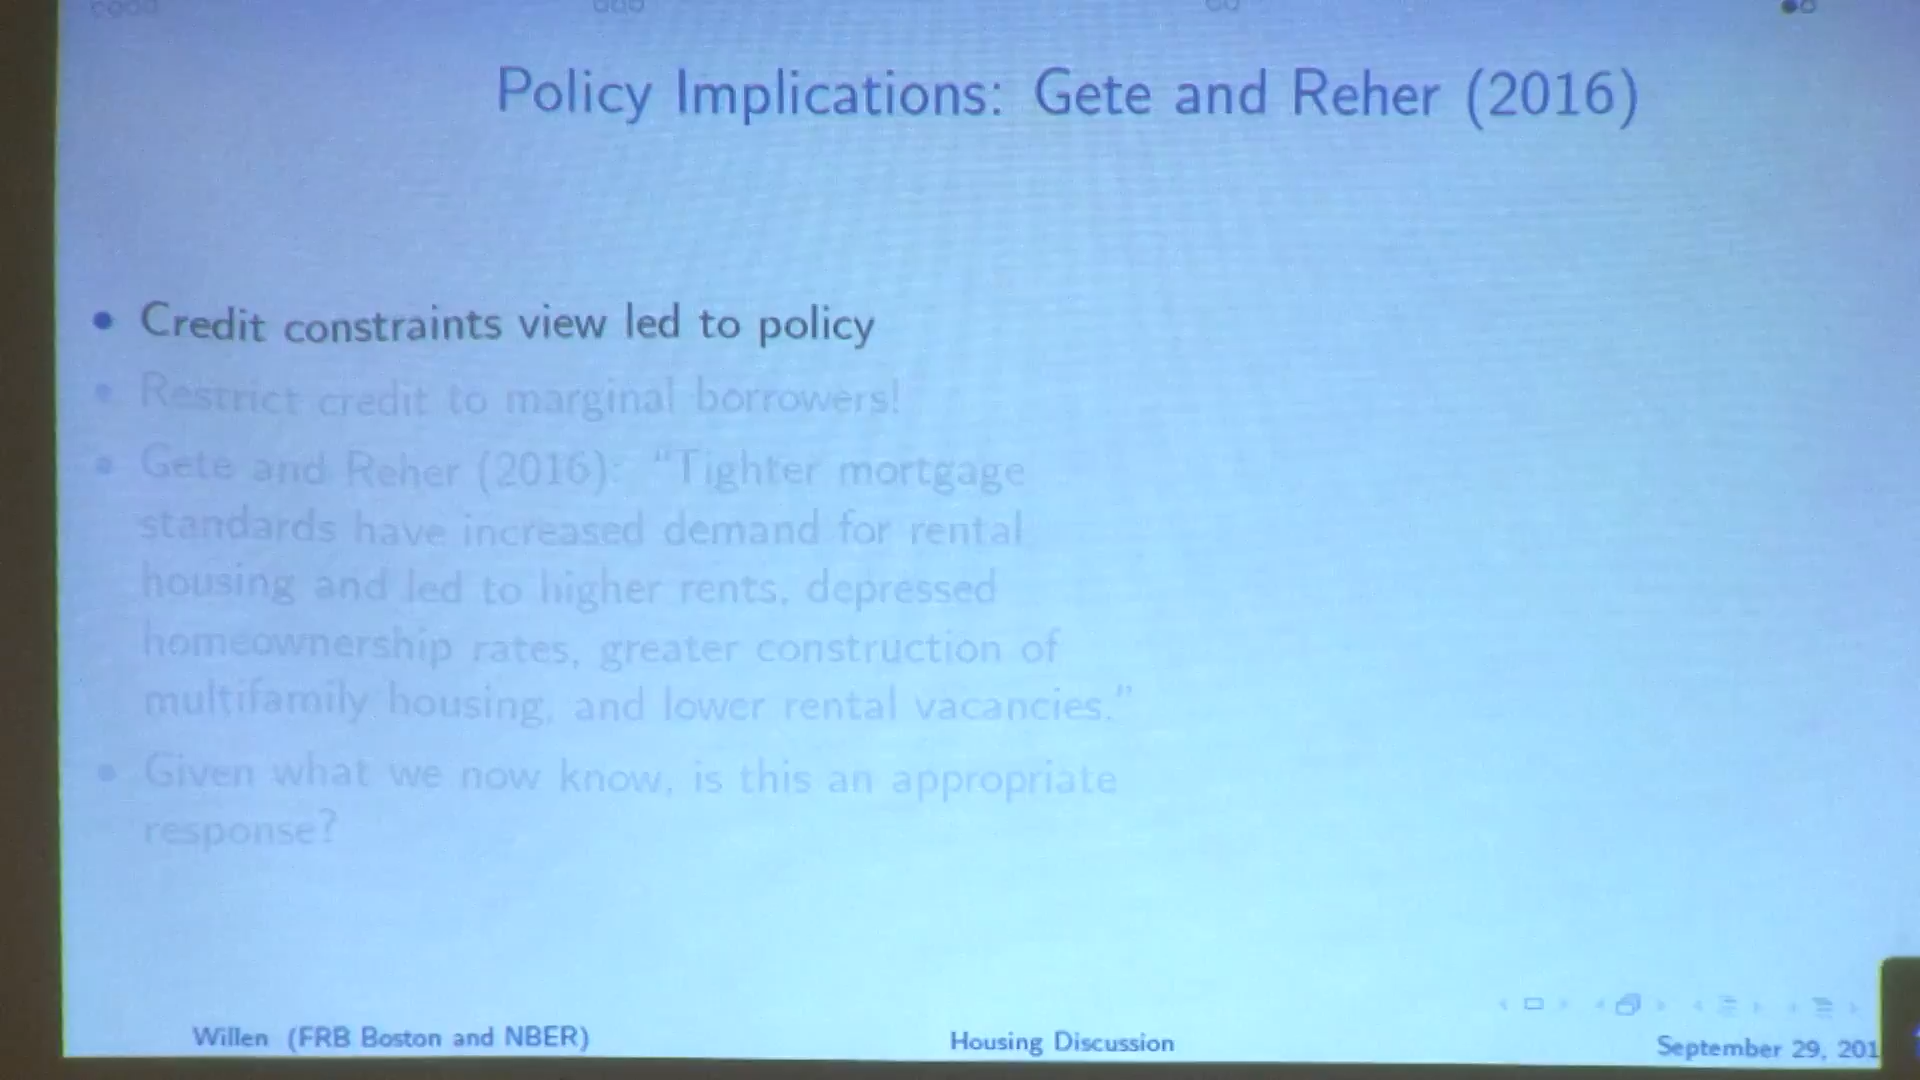 Policy Implications: Gete and Reher (2016)
• Credit constraints view led to policy
• Restrict credit to marginal borrowers!
• Gete and Reher (2016): "Tighter mortgage
standards have increased demand for rental
housing and led to higher rents, depressed
homeownership rates, greater construction of
multifamily housing, and lower rental vacancies."
• Given what we now know, is this an appropriate
response?
Willen (FRB Boston and NBER)
Housing Discussion
September 29, 201